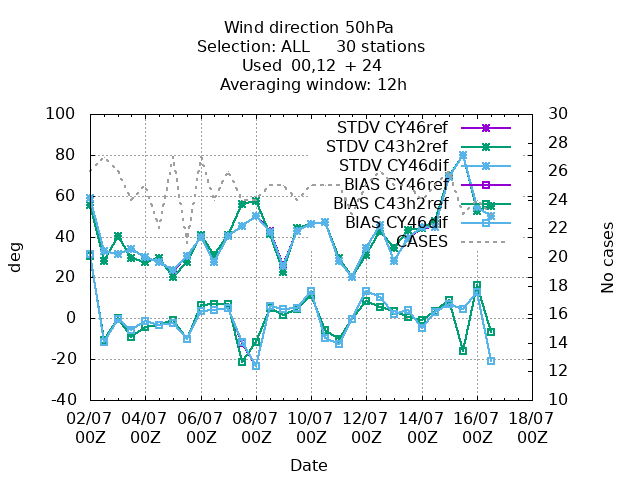 Wind direction 50hPa
Selection: ALL     30 stations
Used  00,12  + 24
Averaging window: 12h
100
80
60
40
20
0
-20
-40
30
28
26
24
22
20
18
16
14
12
10
deg
No cases
STDV CY46ref
STDV C43h2ref
STDV CY46dif
BIAS CY46ref
BIAS C43h2ref
BIAS CY46dif
CASES
02/07 04/07 06/07 08/07 10/07 12/07 14/07 16/07 18/07
00Z 00Z 00Z 00Z 00Z 00Z 00Z 00Z 00Z
Date